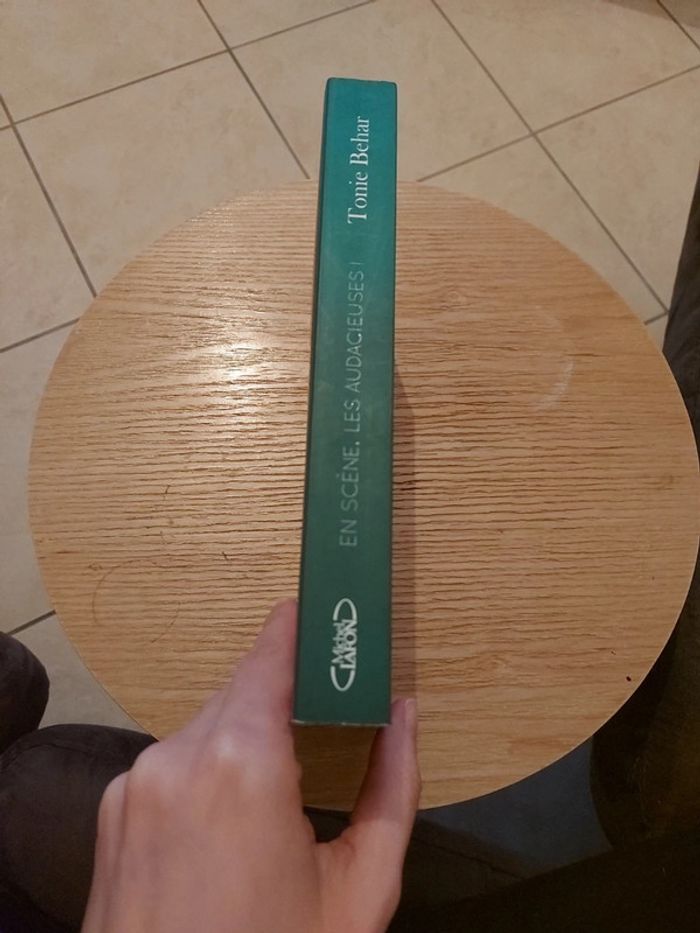 Tonie Behar
EN SCÈNE, LES AUDACIEUSES !
Michel
LAFON